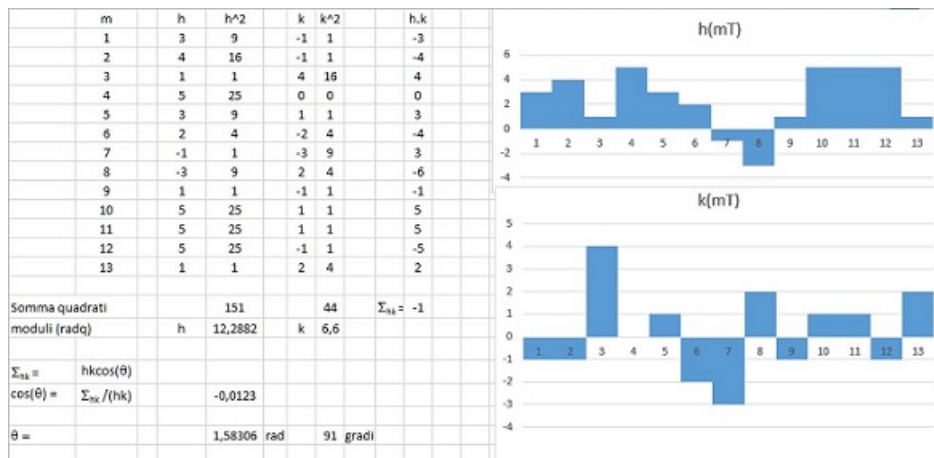 m h h^2 k k^2 h.k
1 3 9 -1 1 -3
2 4 16 -1 1 -4
3 1 1 4 16 4
4 5 25 0 0 0
5 3 9 1 1 3
6 2 4 -2 4 -4
7 -1 1 -3 9 3
8 -3 9 2 4 -6
9 1 1 -1 1 -1
10 5 25 1 1 5
11 5 25 1 1 5
12 5 25 -1 1 -5
13 1 1 2 4 2
Somma quadrati 151 44 Σhk = -1
moduli (radq) h 12,2882 k 6,6
Σhk = hkcos(θ)
cos(θ) = Σhk /(hk) -0,0123
θ = 1,58306 rad 91 gradi
h(mT)
6
4
2
0
-2
-4
1 2 3 4 5 6 7 8 9 10 11 12 13
k(mT)
5
4
3
2
1
0
-1
-2
-3
-4
1 2 3 4 5 6 7 8 9 10 11 12 13